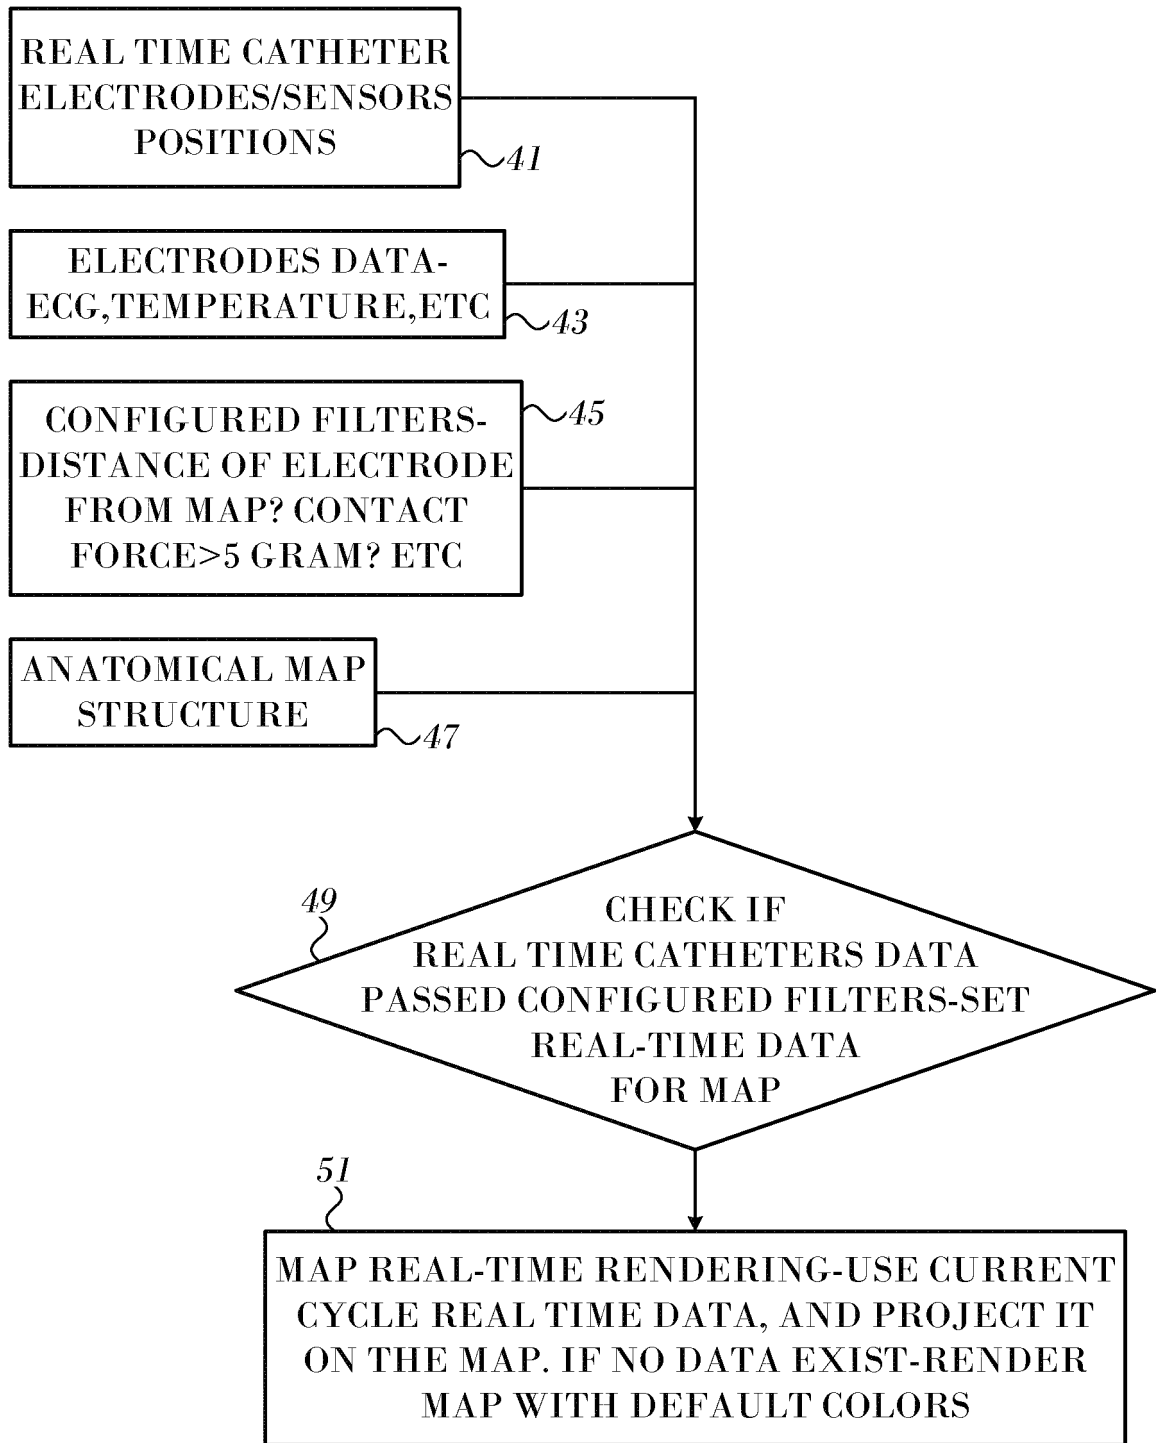 REAL TIME CATHETER
ELECTRODES/SENSORS
POSITIONS
41
ELECTRODES DATA-
ECG,TEMPERATURE,ETC
43
CONFIGURED FILTERS-
DISTANCE OF ELECTRODE
FROM MAP? CONTACT
FORCE>5 GRAM? ETC
45
ANATOMICAL MAP
STRUCTURE
47
49
CHECK IF
REAL TIME CATHETERS DATA
PASSED CONFIGURED FILTERS-SET
REAL-TIME DATA
FOR MAP
51
MAP REAL-TIME RENDERING-USE CURRENT
CYCLE REAL TIME DATA, AND PROJECT IT
ON THE MAP. IF NO DATA EXIST-RENDER
MAP WITH DEFAULT COLORS